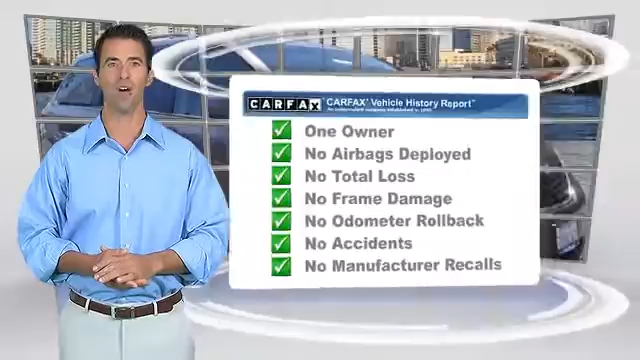 CARFAX
CARFAX® Vehicle History Report™
One Owner
No Airbags Deployed
No Total Loss
No Frame Damage
No Odometer Rollback
No Accidents
No Manufacturer Recalls